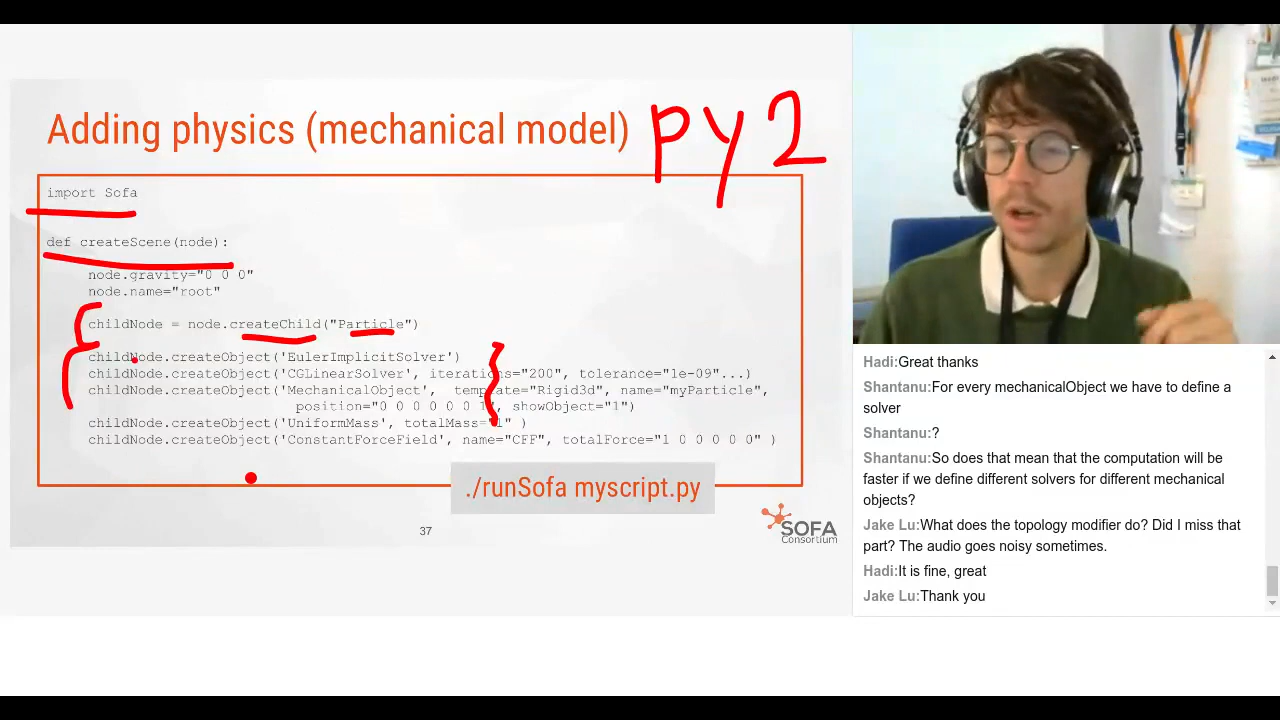 Adding physics (mechanical model)
py2
import Sofa
def createScene(node):
node.gravity="0 0 0"
node.name="root"
childNode = node.createChild("Particle")
childNode.createObject('EulerImplicitSolver')
childNode.createObject('CGLinearSolver', iterations="200", tolerance="1e-09"...)
childNode.createObject('MechanicalObject', template="Rigid3d", name="myParticle",
position="0 0 0 0 0 0 1", showObject="1")
childNode.createObject('UniformMass', totalMass="1" )
childNode.createObject('ConstantForceField', name="CFF", totalForce="1 0 0 0 0 0" )
./runSofa myscript.py
37
SOFA
Consortium
Hadi:Great thanks
Shantanu:For every mechanicalObject we have to define a
solver
Shantanu:?
Shantanu:So does that mean that the computation will be
faster if we define different solvers for different mechanical
objects?
Jake Lu:What does the topology modifier do? Did I miss that
part? The audio goes noisy sometimes.
Hadi:It is fine, great
Jake Lu:Thank you